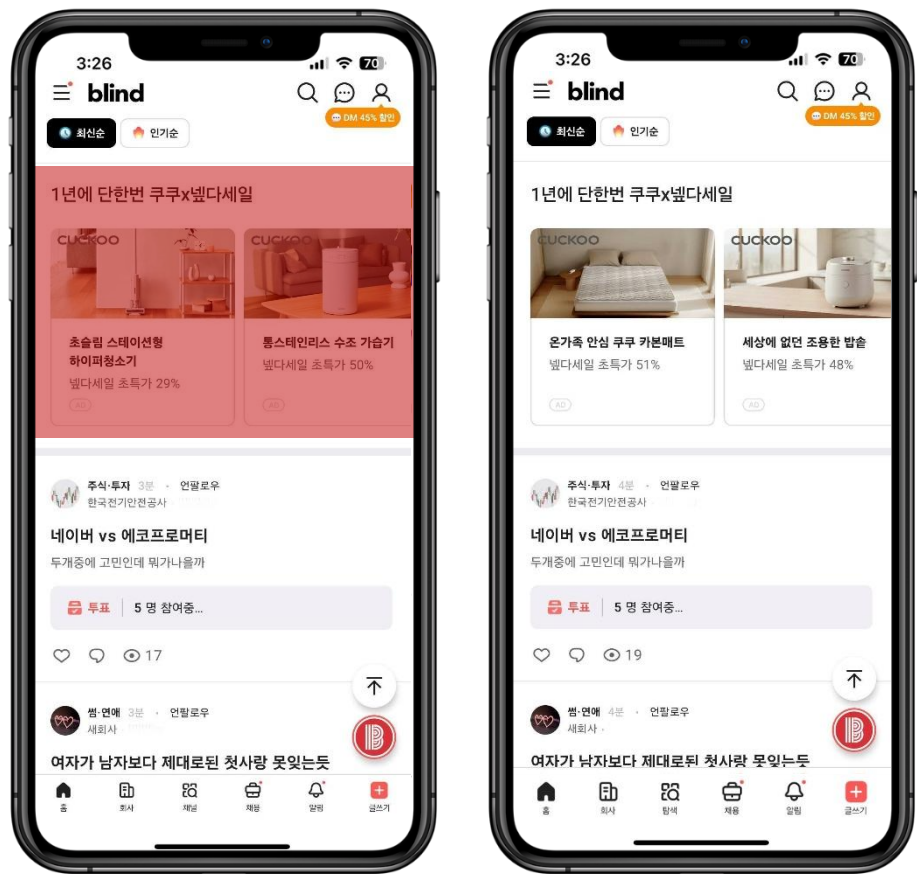 3:26
70
blind
DM 45% 할인
최신순
인기순
1년에 단한번 쿠쿠x넾다세일
CUCKOO
CUCKOO
초슬림 스테이션형
하이퍼청소기
넾다세일 초특가 29%
AD
통스테인리스 수조 가습기
넾다세일 초특가 50%
AD
주식·투자 3분 · 언팔로우
한국전기안전공사
네이버 vs 에코프로머티
두개중에 고민인데 뭐가나을까
투표 5 명 참여중...
17
썸·연애 3분 · 언팔로우
새회사
여자가 남자보다 제대로된 첫사랑 못잊는듯
B
홈 회사 채널 채용 알림 글쓰기
3:26
70
blind
DM 45% 할인
최신순
인기순
1년에 단한번 쿠쿠x넾다세일
CUCKOO
CUCKOO
온가족 안심 쿠쿠 카본매트
넾다세일 초특가 51%
AD
세상에 없던 조용한 밥솥
넾다세일 초특가 48%
AD
주식·투자 4분 · 언팔로우
한국전기안전공사
네이버 vs 에코프로머티
두개중에 고민인데 뭐가나을까
투표 5 명 참여중...
19
썸·연애 4분 · 언팔로우
새회사 ·
여자가 남자보다 제대로된 첫사랑 못잊는듯
B
홈 회사 탐색 채용 알림 글쓰기